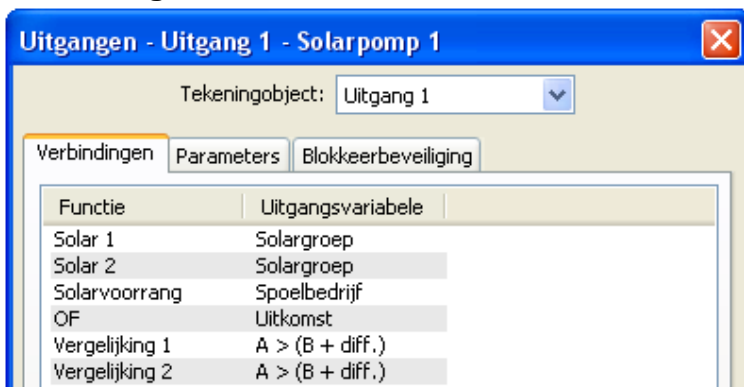 Uitgangen - Uitgang 1 - Solarpomp 1
Tekeningobject: Uitgang 1
Verbindingen Parameters Blokkeerbeveiliging
Functie Uitgangsvariabele
Solar 1 Solargroep
Solar 2 Solargroep
Solarvoorrang Spoelbedrijf
OF Uitkomst
Vergelijking 1 A > (B + diff.)
Vergelijking 2 A > (B + diff.)